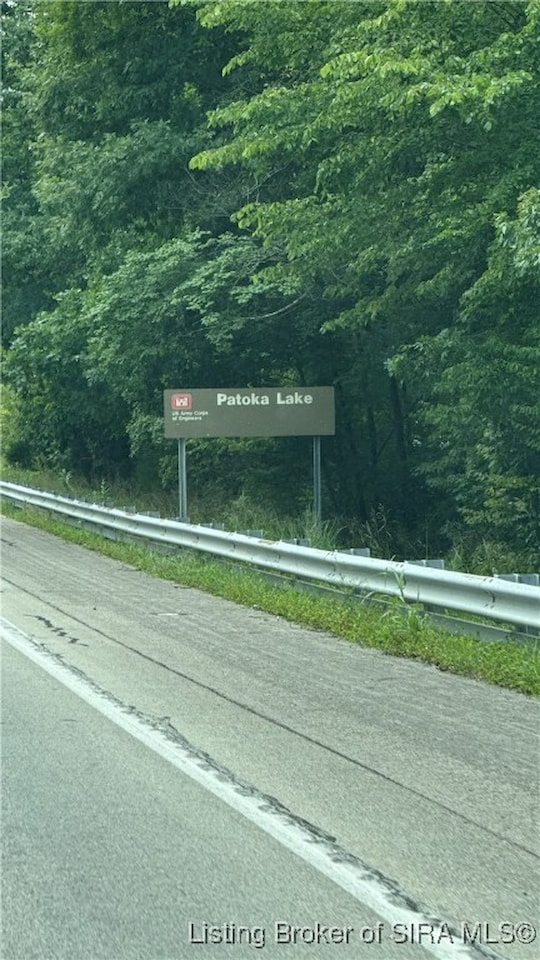 Patoka Lake
US Army Corps
of Engineers
Listing Broker of SIRA MLS©